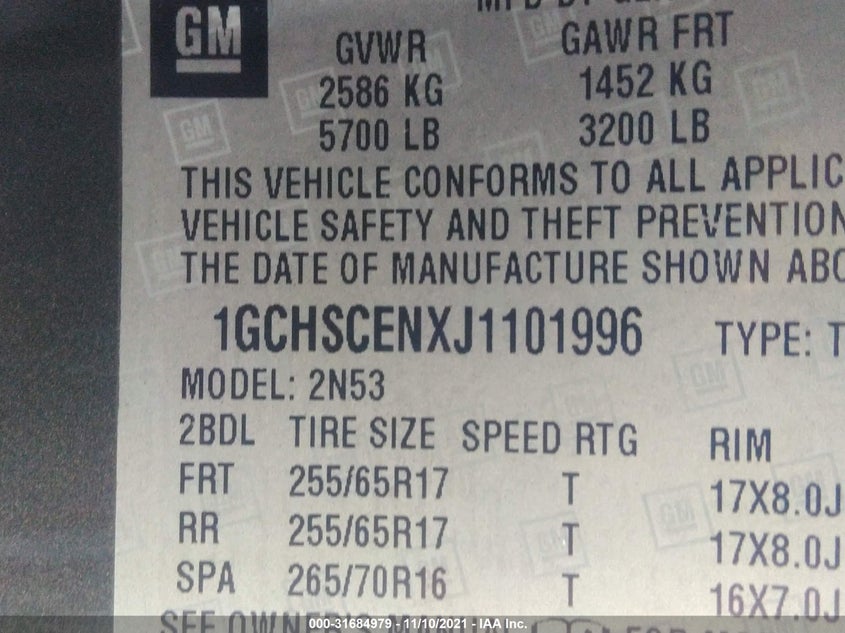 GM
GVWR
GAWR FRT
2586 KG
1452 KG
5700 LB
3200 LB
THIS VEHICLE CONFORMS TO ALL APPLIC
VEHICLE SAFETY AND THEFT PREVENTION
THE DATE OF MANUFACTURE SHOWN ABO
1GCHSCENXJ1101996 TYPE: T
MODEL: 2N53
2BDL TIRE SIZE SPEED RTG RIM
FRT 255/65R17 T 17X8.0J
RR 255/65R17 T 17X8.0J
SPA 265/70R16 T 16X7.0J
SEE OWNER'S
000-31684979 - 11/10/2021 - IAA Inc.